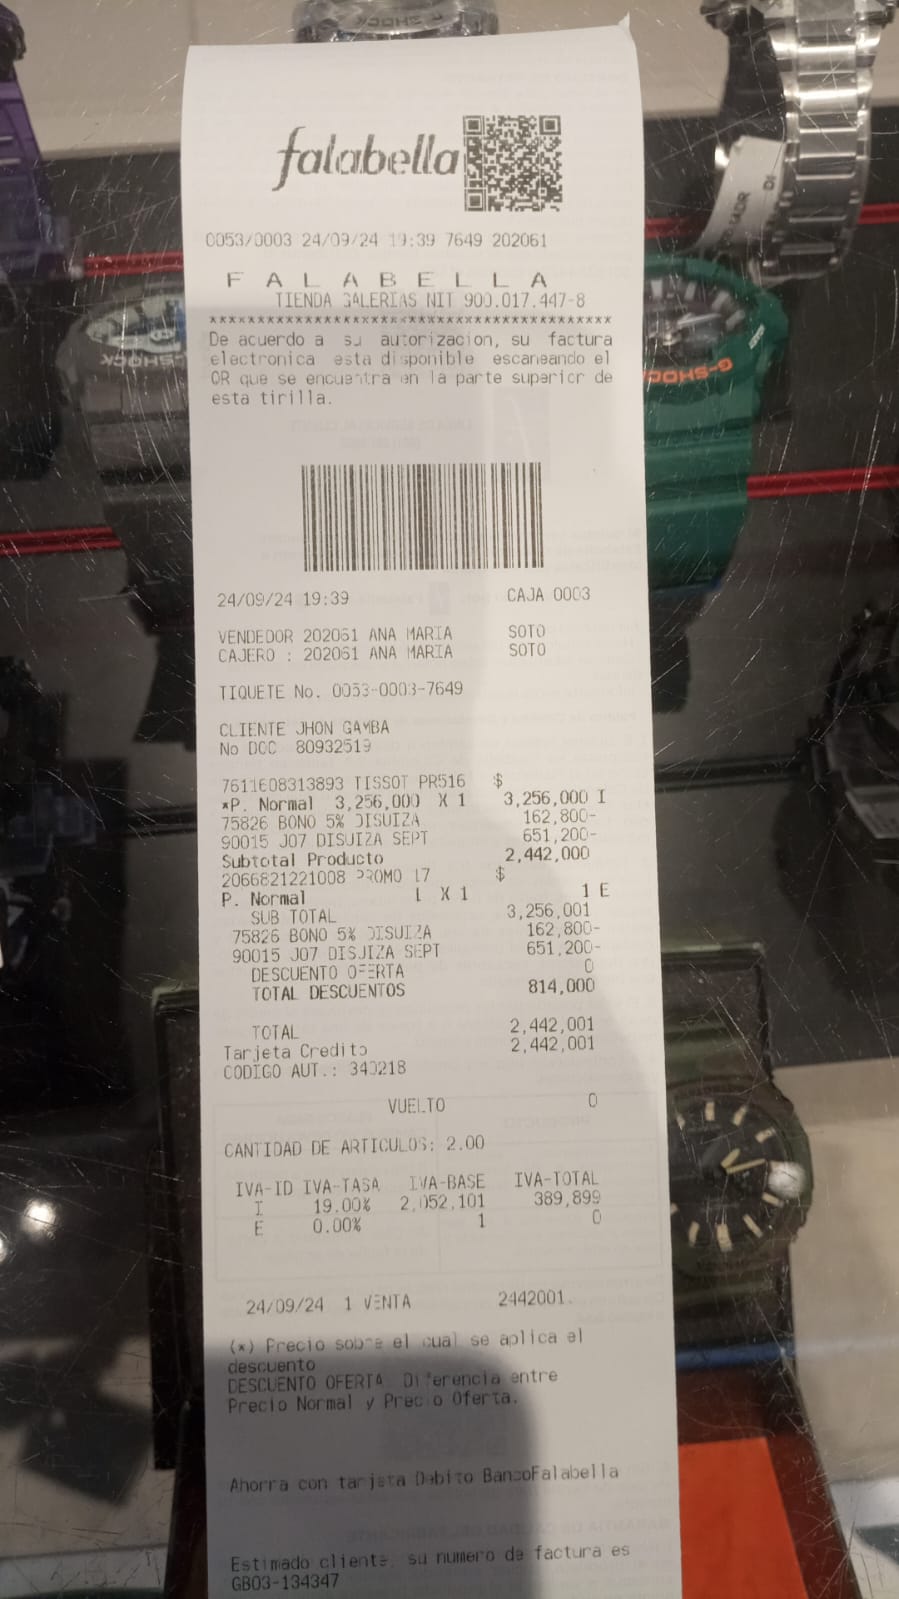 falabella
0053/0003 24/09/24 19:39 7649 202061
F A L A B E L L A
TIENDA GALERIAS NIT 900.017.447-8
******************************************
De acuerdo a su autorizacion, su factura
electronica esta disponible escaneando el
QR que se encuentra en la parte superior de
esta tirilla.
24/09/24 19:39 CAJA 0003
VENDEDOR 202061 ANA MARIA SOTO
CAJERO : 202061 ANA MARIA SOTO
TIQUETE No. 0053-0003-7649
CLIENTE JHON GAMBA
No DOC 80932519
7611608313893 TISSOT PR516 $
*P. Normal 3,256,000 X 1 3,256,000 I
75826 BONO 5% DISUIZA 162,800-
90015 J07 DISUIZA SEPT 651,200-
Subtotal Producto 2,442,000
2066821221008 PROMO 17 $
P. Normal 1 X 1 1 E
SUB TOTAL 3,256,001
75826 BONO 5% DISUIZA 162,800-
90015 J07 DISUIZA SEPT 651,200-
DESCUENTO OFERTA 0
TOTAL DESCUENTOS 814,000
TOTAL 2,442,001
Tarjeta Credito 2,442,001
CODIGO AUT.: 340218
VUELTO 0
CANTIDAD DE ARTICULOS: 2.00
IVA-ID IVA-TASA IVA-BASE IVA-TOTAL
I 19.00% 2,052,101 389,899
E 0.00% 1 0
24/09/24 1 VENTA 2442001.
(*) Precio sobre el cual se aplica el
descuento
DESCUENTO OFERTA Diferencia entre
Precio Normal y Precio Oferta.
Ahorra con tarjeta Debito BancoFalabella
Estimado cliente, su numero de factura es
GB03-134347
G-SHOCK
G-SHOCK
G-SHOCK